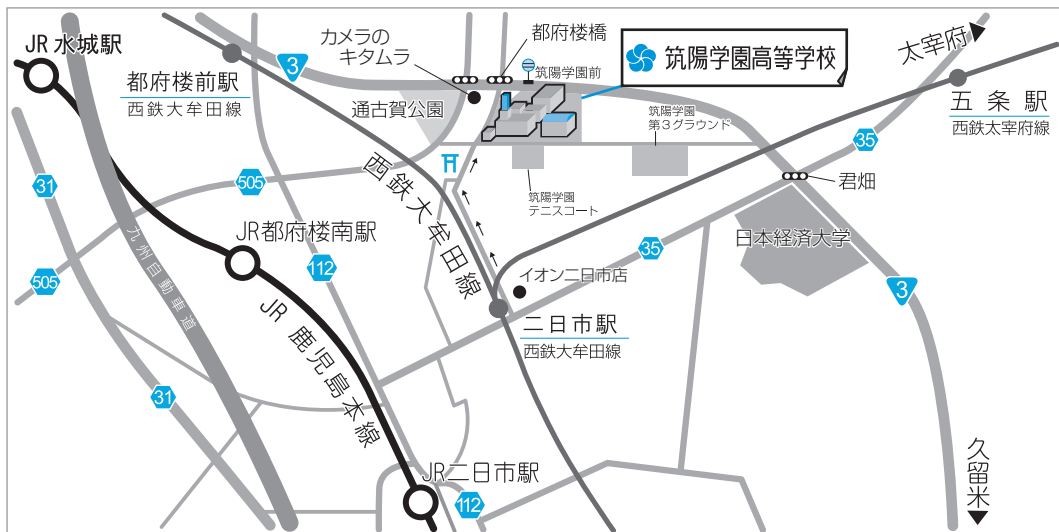 JR 水城駅
都府楼前駅
西鉄大牟田線
3
カメラの
キタムラ
都府楼橋
筑陽学園前
筑陽学園高等学校
太宰府
五条駅
西鉄太宰府線
通古賀公園
筑陽学園
第3グラウンド
35
31
505
西鉄大牟田線
筑陽学園
テニスコート
君畑
日本経済大学
JR都府楼南駅
九州自動車道
505
112
35
イオン二日市店
3
二日市駅
西鉄大牟田線
JR 鹿児島本線
31
JR二日市駅
112
久留米